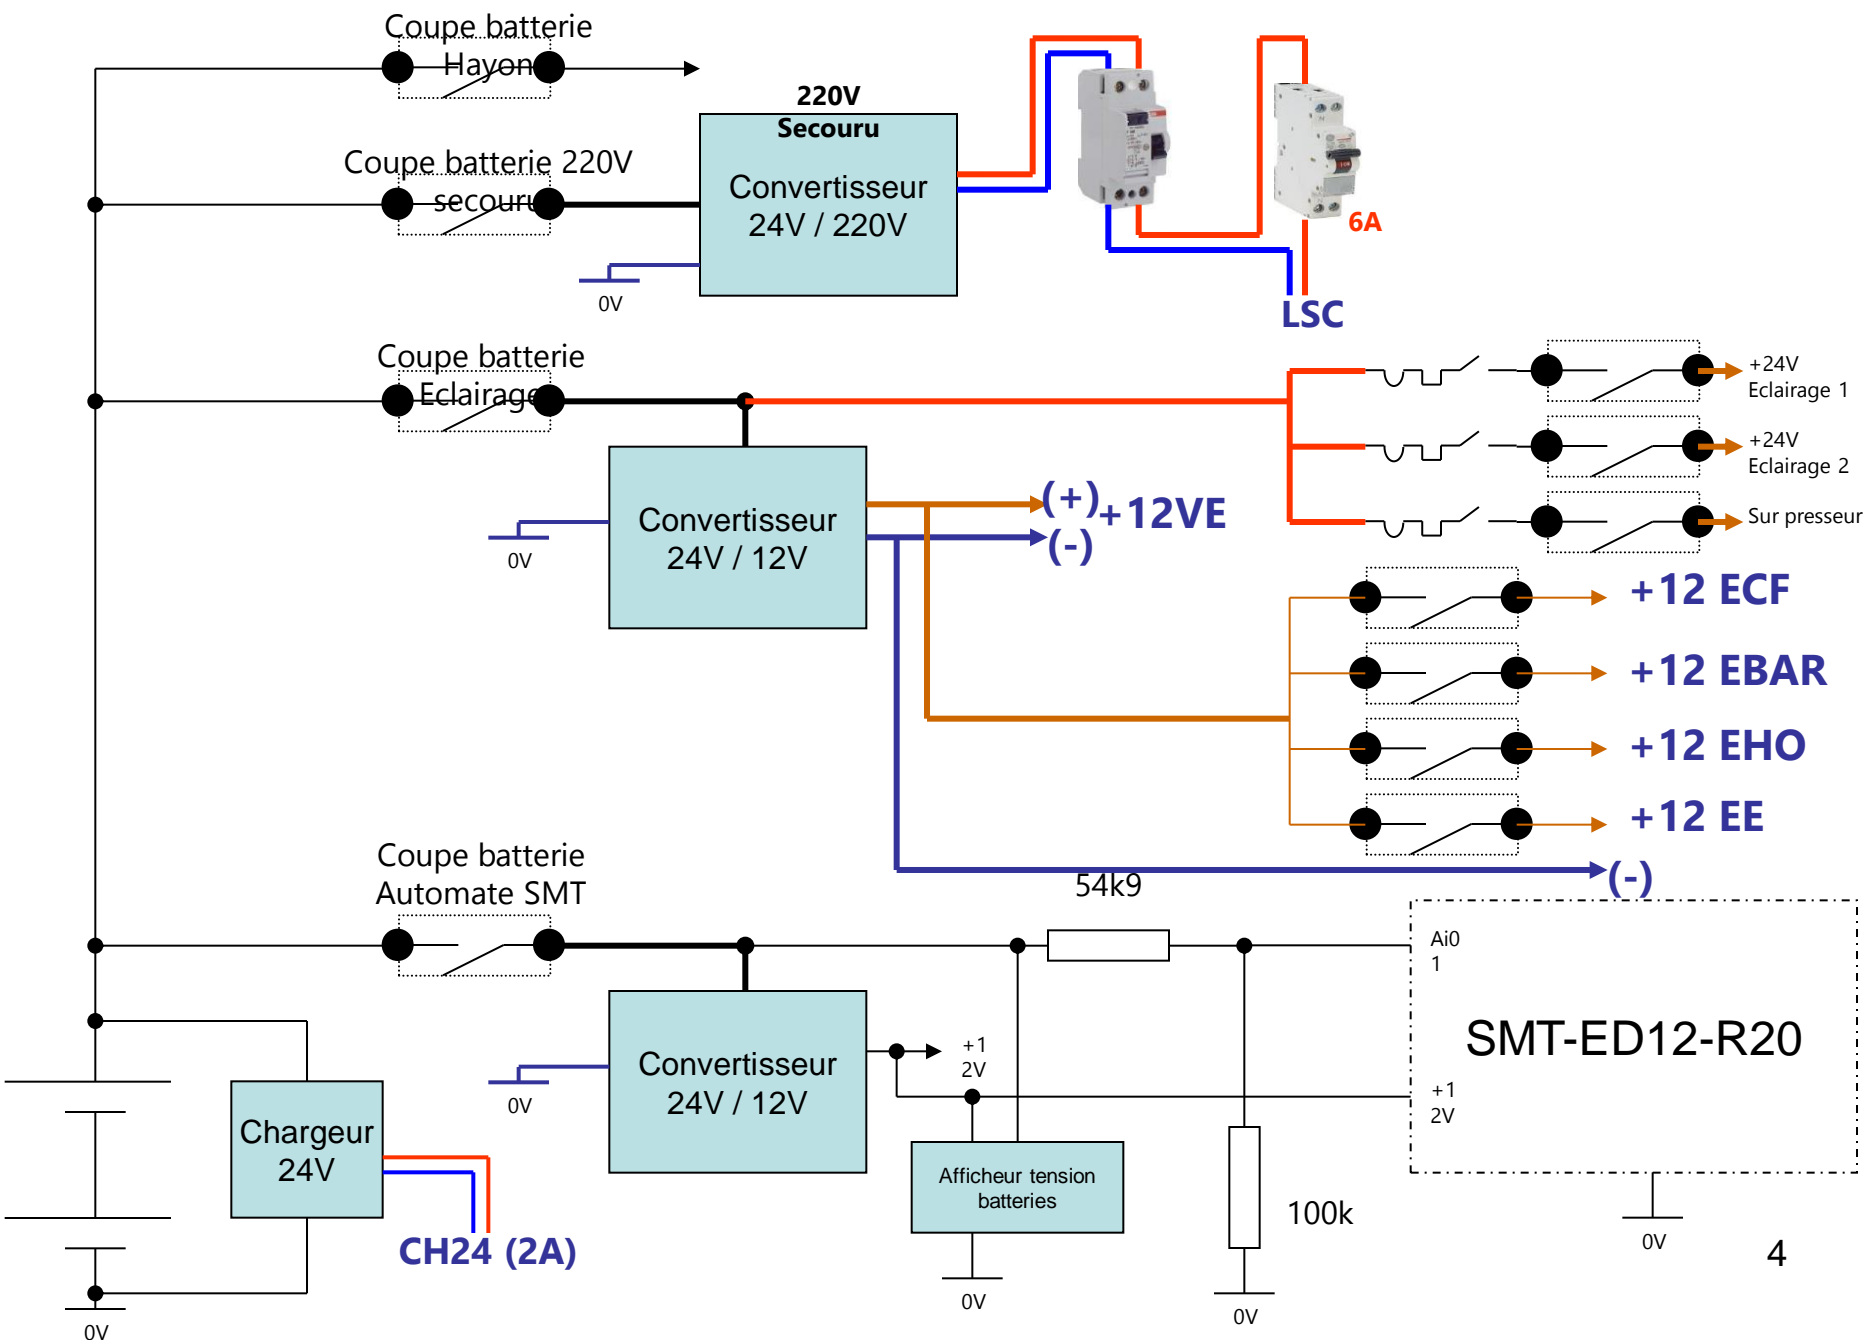 Coupe batterie
Hayon
220V
Secouru
Coupe batterie 220V
secouru
Convertisseur
24V / 220V
6A
0V
LSC
Coupe batterie
Eclairage
+24V
Eclairage 1
+24V
Eclairage 2
Sur presseur
(+)
+12VE
(-)
Convertisseur
24V / 12V
0V
+12 ECF
+12 EBAR
+12 EHO
+12 EE
(-)
Coupe batterie
Automate SMT
54k9
Ai0
1
SMT-ED12-R20
+1
2V
Convertisseur
24V / 12V
0V
+1
2V
Chargeur
24V
Afficheur tension
batteries
100k
CH24 (2A)
0V
4
0V
0V
0V